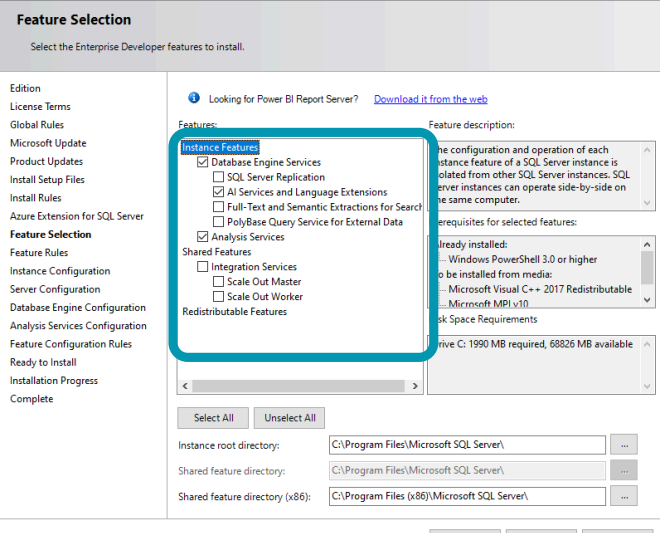 Feature Selection
Select the Enterprise Developer features to install.
Edition
License Terms
Global Rules
Microsoft Update
Product Updates
Install Setup Files
Install Rules
Azure Extension for SQL Server
Feature Selection
Feature Rules
Instance Configuration
Server Configuration
Database Engine Configuration
Analysis Services Configuration
Feature Configuration Rules
Ready to Install
Installation Progress
Complete
Looking for Power BI Report Server? Download it from the web
Features:
Instance Features
Database Engine Services
SQL Server Replication
AI Services and Language Extensions
Full-Text and Semantic Extractions for Search
PolyBase Query Service for External Data
Analysis Services
Shared Features
Integration Services
Scale Out Master
Scale Out Worker
Redistributable Features
Select All Unselect All
Feature description:
he configuration and operation of each
nstance feature of a SQL Server instance is
olated from other SQL Server instances. SQL
erver instances can operate side-by-side on
he same computer.
rerequisites for selected features:
Already installed:
Windows PowerShell 3.0 or higher
o be installed from media:
Microsoft Visual C++ 2017 Redistributable
Microsoft MPI v10
sk Space Requirements
rive C: 1990 MB required, 68826 MB available
Instance root directory: C:\Program Files\Microsoft SQL Server\ ...
Shared feature directory: C:\Program Files\Microsoft SQL Server\ ...
Shared feature directory (x86): C:\Program Files (x86)\Microsoft SQL Server\ ...